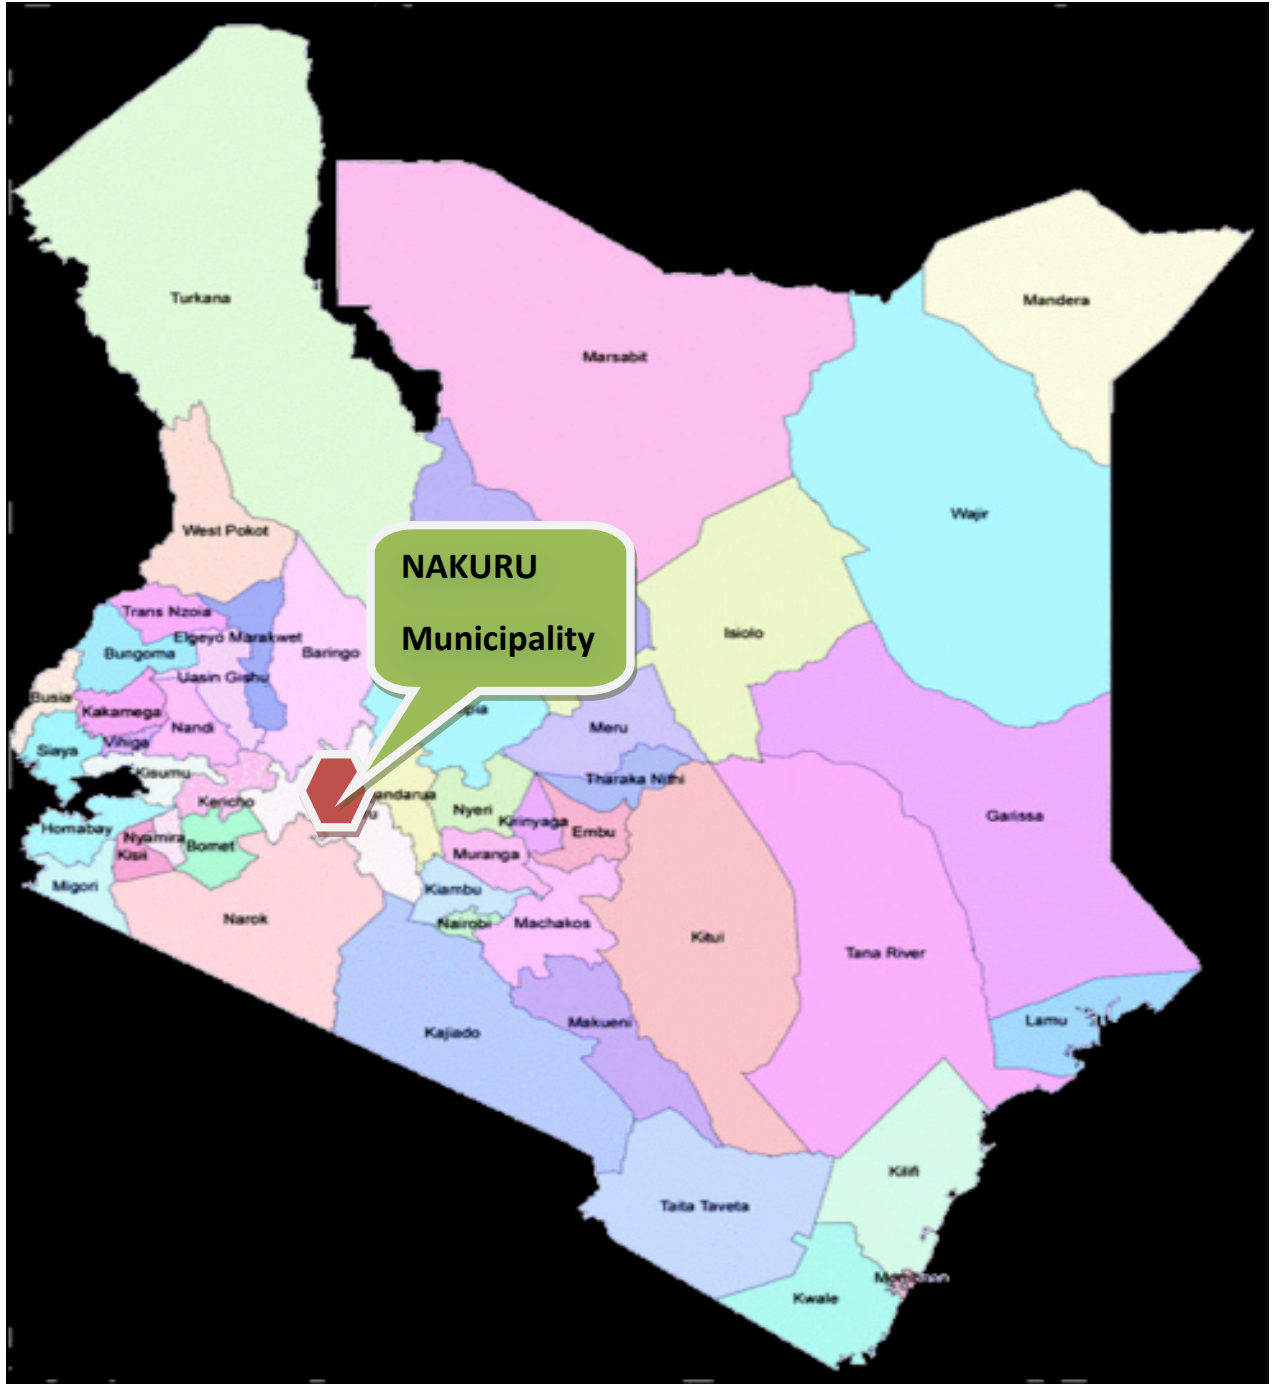 Turkana
Mandera
Marsabit
Wajir
West Pokot
NAKURU
Municipality
Trans Nzoia
Elgeyo Marakwet
Bungoma
Baringo
Isiolo
Uasin Gishu
Busia
Kakamega
Nandi
Meru
Vihiga
Siaya
Kisumu
Tharaka Nithi
Kericho
andarua
Nyeri
Kirinyaga
Embu
Garissa
Homabay
Nyamira
Kisii
Bomet
Muranga
Migori
Kiambu
Narok
Nairobi
Machakos
Kitui
Tana River
Lamu
Makueni
Kajiado
Kilifi
Taita Taveta
Kwale